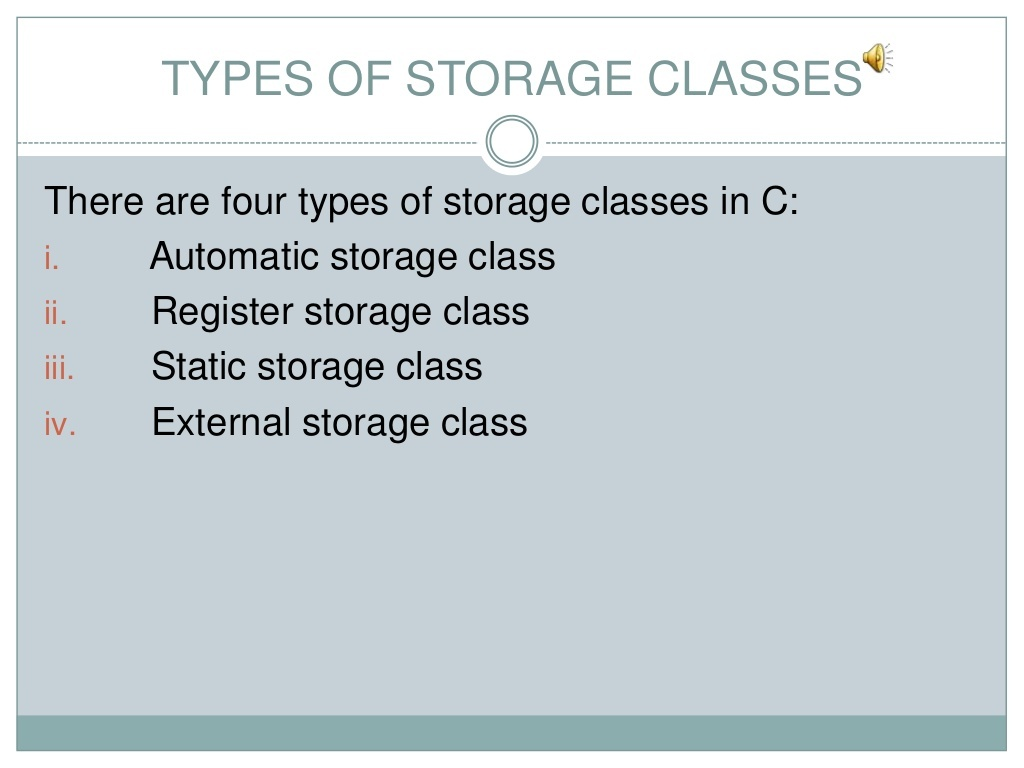 TYPES OF STORAGE CLASSES
There are four types of storage classes in C:
i. Automatic storage class
ii. Register storage class
iii. Static storage class
iv. External storage class